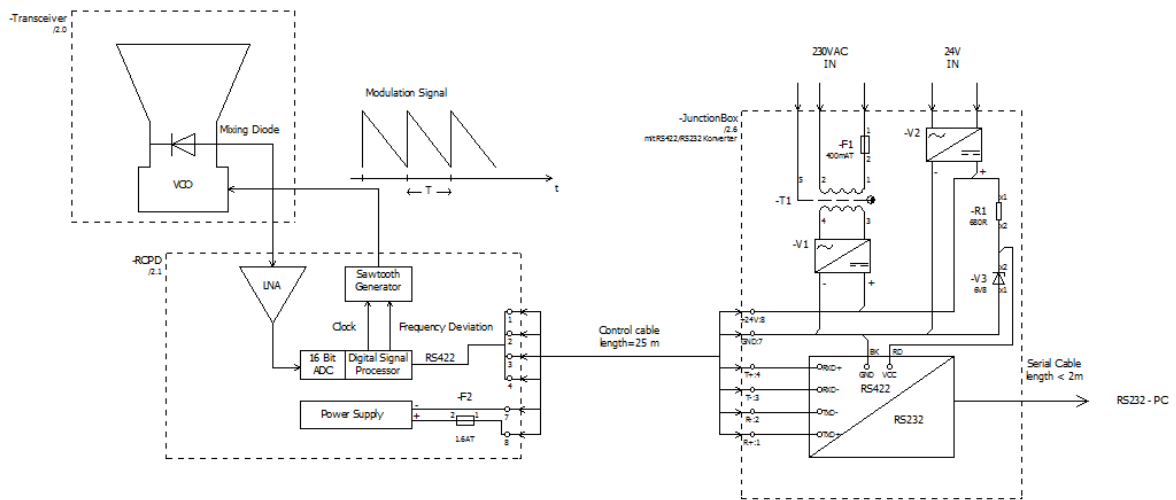 -Transceiver
/2.0
Mixing Diode
VCO
Modulation Signal
T
t
-RCPD
/2.1
LNA
Sawtooth
Generator
Clock
Frequency Deviation
16 Bit
ADC
Digital Signal
Processor
RS422
1
2
3
4
Power Supply
-
+
-F2
2
1
1.6AT
7
8
Control cable
length=25 m
230VAC
IN
24V
IN
-JunctionBox
/2.6
mitRS422/RS232 Konverter
-F1
400mAT
1
2
-V2
-
+
5
2
1
-T1
4
3
-V1
-
+
-R1
680R
x1
x2
-V3
6V8
x2
x1
+24V:8
GND:7
T+:4
T-:3
R-:2
R+:1
BK
RD
GND
VCC
RXD+
RXD-
TXD-
TXD+
RS422
RS232
Serial Cable
length < 2m
RS232 - PC